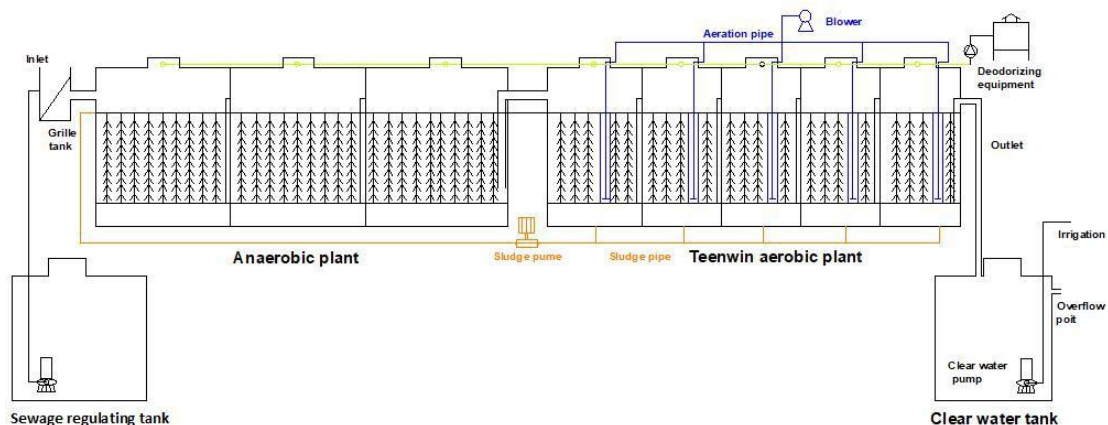 Blower
Aeration pipe
Inlet
Deodorizing
equipment
Grille
tank
Outlet
Irrigation
Anaerobic plant
Sludge pume
Sludge pipe
Teenwin aerobic plant
Overflow
poit
Clear water
pump
Sewage regulating tank
Clear water tank